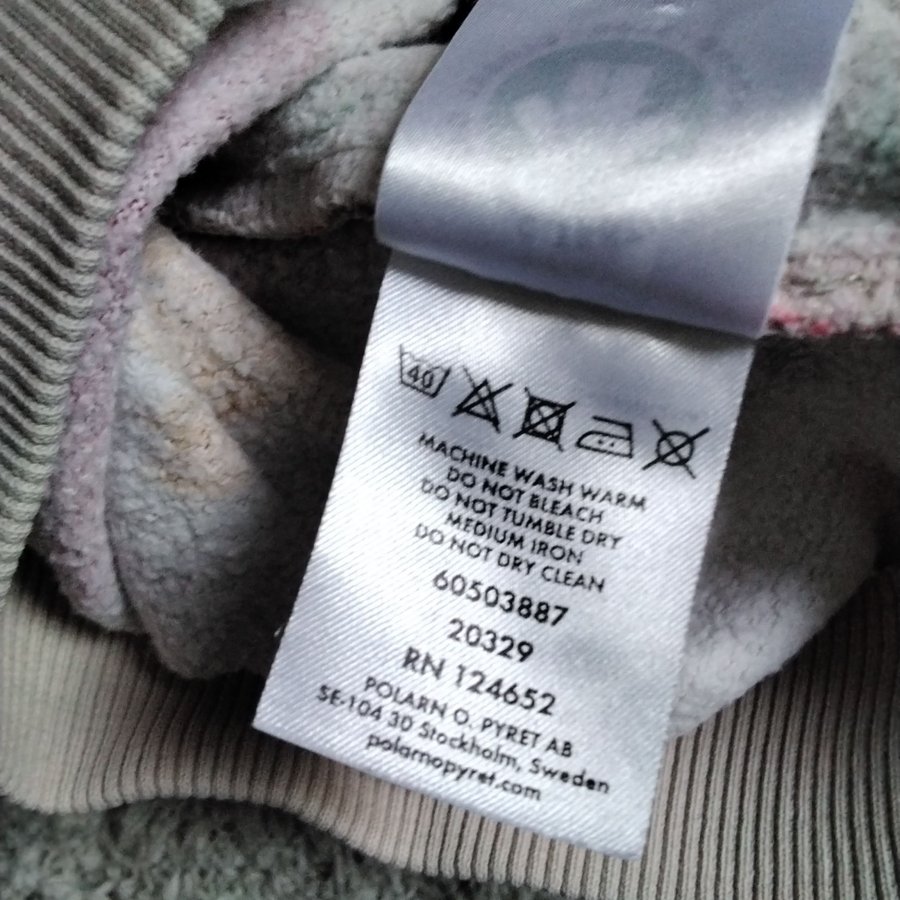 40
MACHINE WASH WARM
DO NOT BLEACH
DO NOT TUMBLE DRY
MEDIUM IRON
DO NOT DRY CLEAN
60503887
20329
RN 124652
POLARN O. PYRET AB
SE-104 30 Stockholm, Sweden
polarnopyret.com